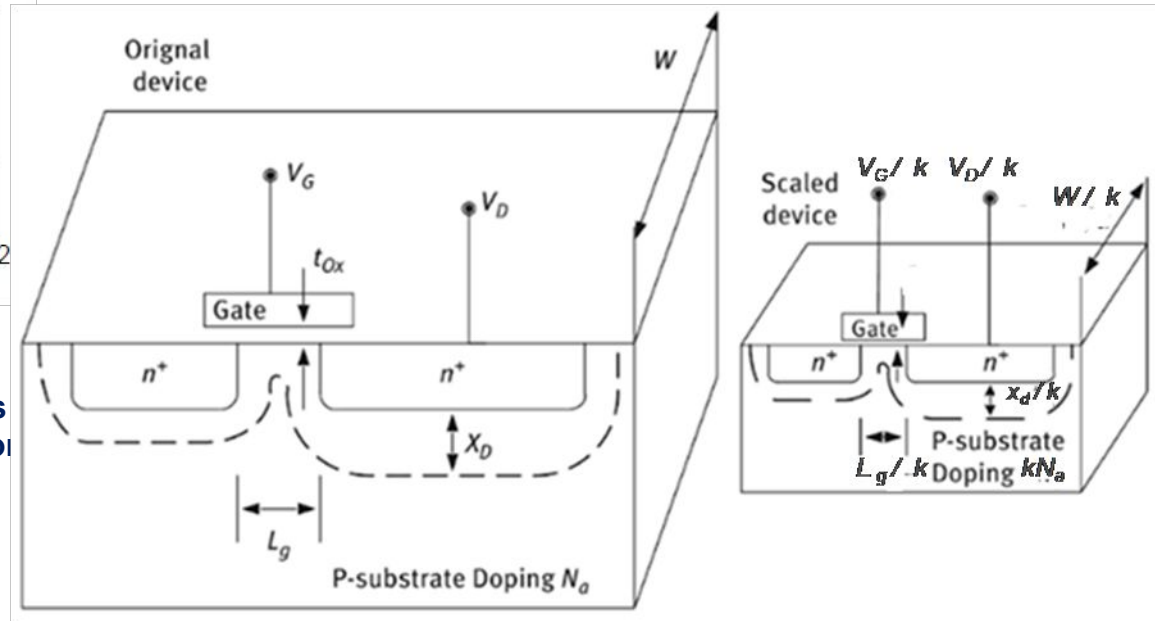 Orignal
device
W
V_G
V_D
t_Ox
Gate
n⁺
n⁺
X_D
L_g
P-substrate Doping N_a
Scaled
device
V_G/ k
V_D/ k
W/ k
Gate
n⁺
n⁺
x_d/k
P-substrate
L_g/ k
Doping kN_a
2
s